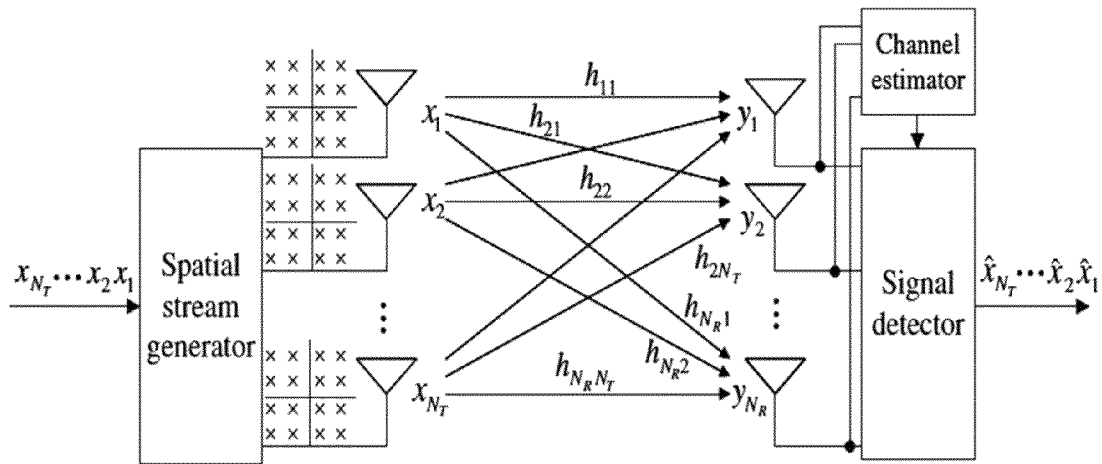 Channel estimator
h_{11}
x_1
h_{21}
y_1
x_2
h_{22}
y_2
x_{N_T} ⋯ x_2 x_1
Spatial stream generator
h_{2N_T}
Signal detector
x̂_{N_T} ⋯ x̂_2 x̂_1
h_{N_R1}
h_{N_R2}
x_{N_T}
h_{N_RN_T}
y_{N_R}